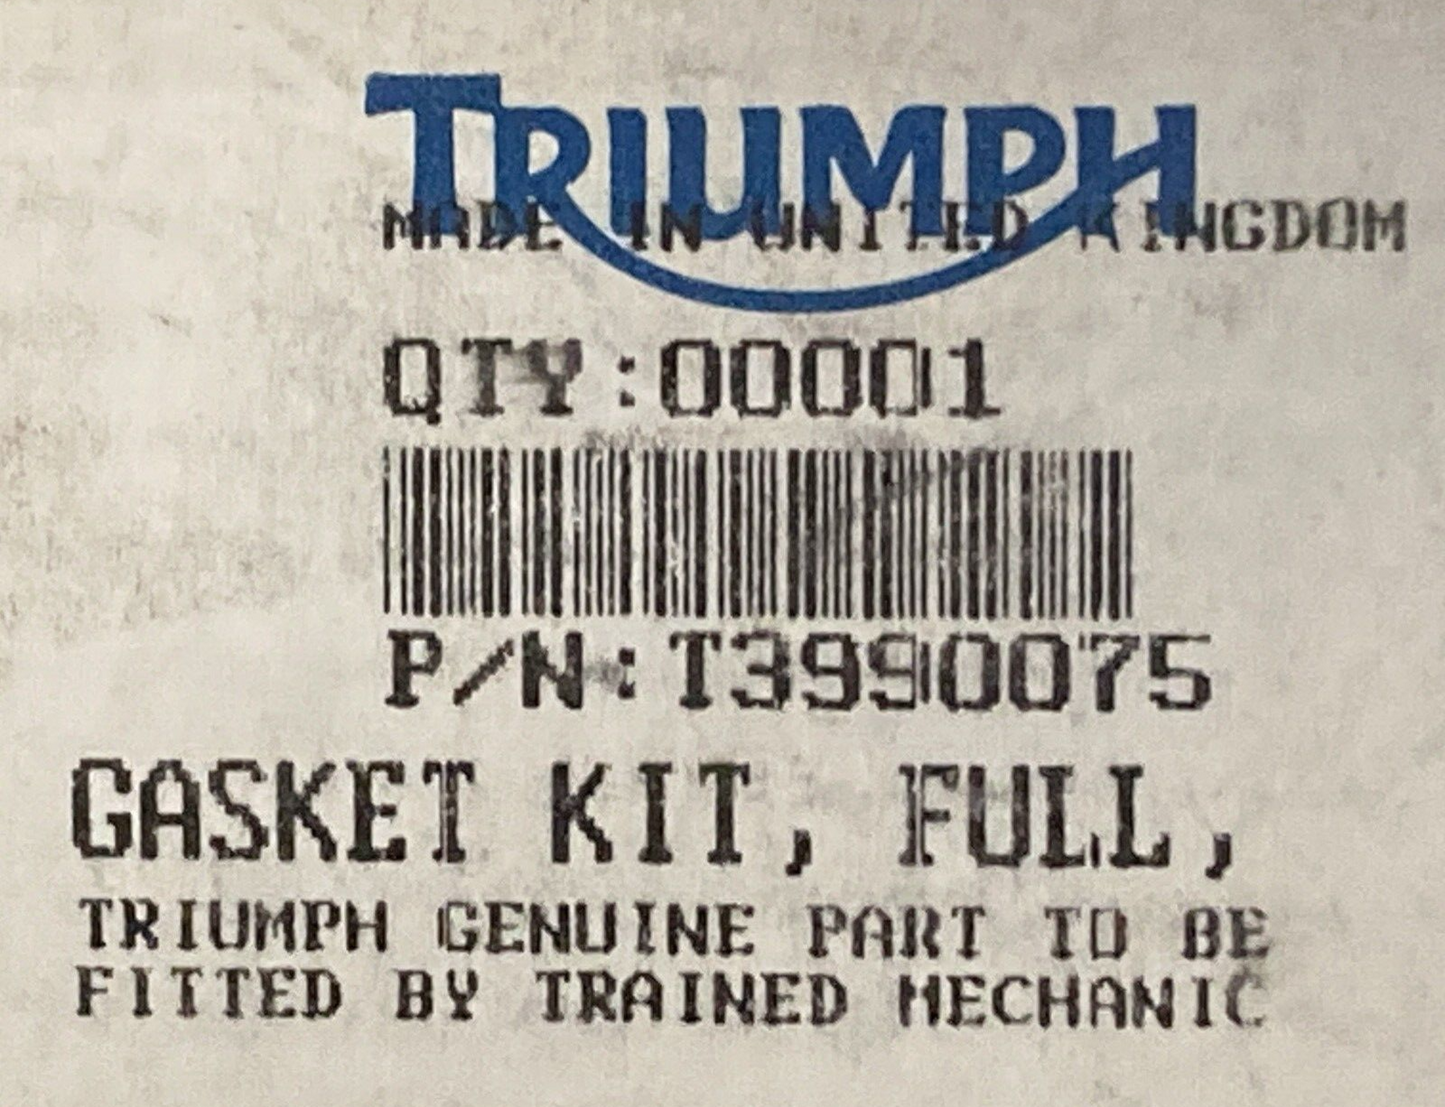 TRIUMPH
MADE IN UNITED KINGDOM
QTY:00001
P/N:T3990075
GASKET KIT, FULL,
TRIUMPH GENUINE PART TO BE
FITTED BY TRAINED MECHANIC